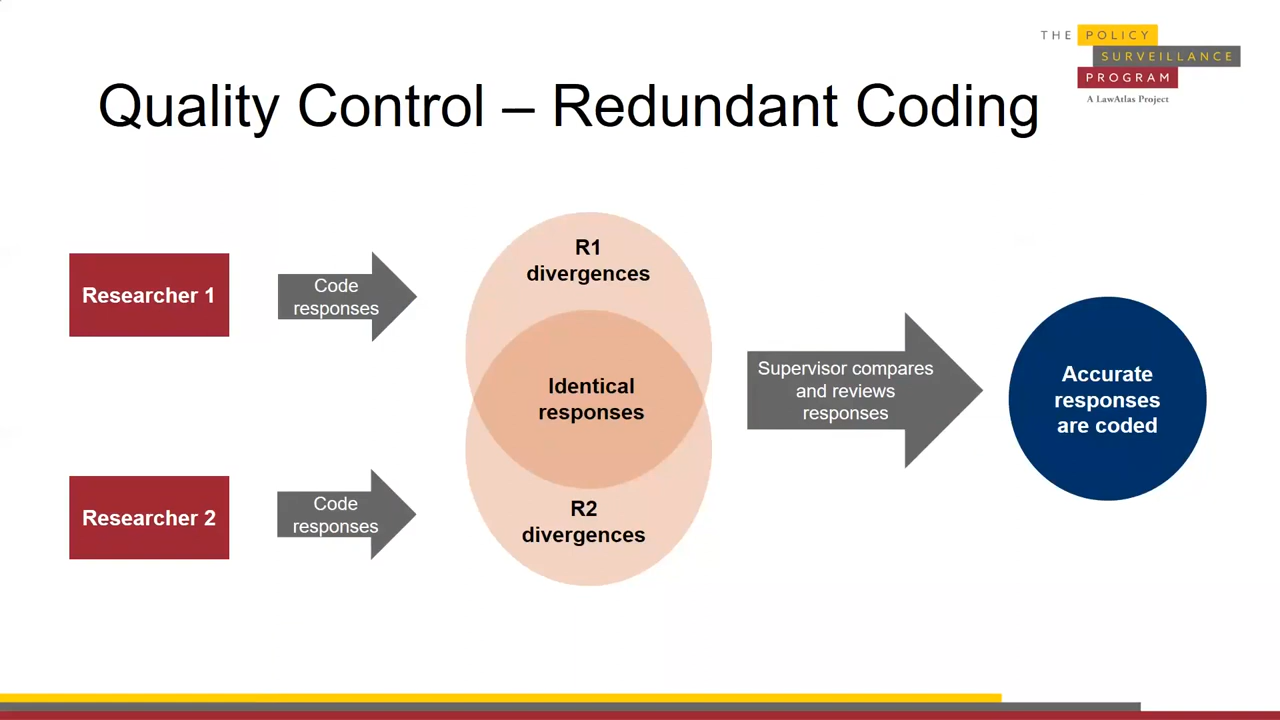 THE POLICY
SURVEILLANCE
PROGRAM
A LawAtlas Project
Quality Control – Redundant Coding
Researcher 1
Code
responses
R1
divergences
Identical
responses
R2
divergences
Researcher 2
Code
responses
Supervisor compares
and reviews
responses
Accurate
responses
are coded